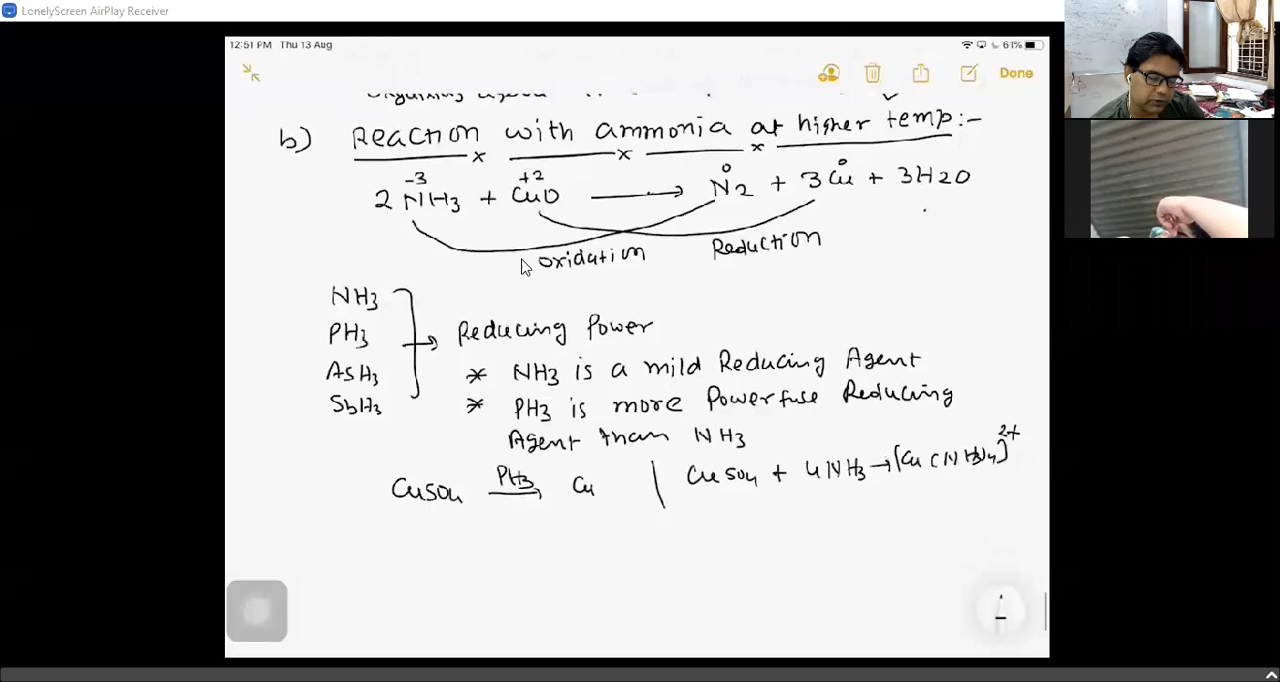 LonelyScreen AirPlay Receiver
12:51 PM Thu 13 Aug
61%
Done
b) Reaction with ammonia at higher temp:-
-3 +2 0 0
2 NH3 + CuO → N2 + 3Cu + 3H2O
oxidation Reduction
NH3
PH3 → Reducing Power
AsH3 * NH3 is a mild Reducing Agent
SbH3 * PH3 is more Powerfuse Reducing
Agent than NH3
CuSO4 PH3→ Cu | CuSO4 + 4NH3 → [Cu(NH3)4]2+